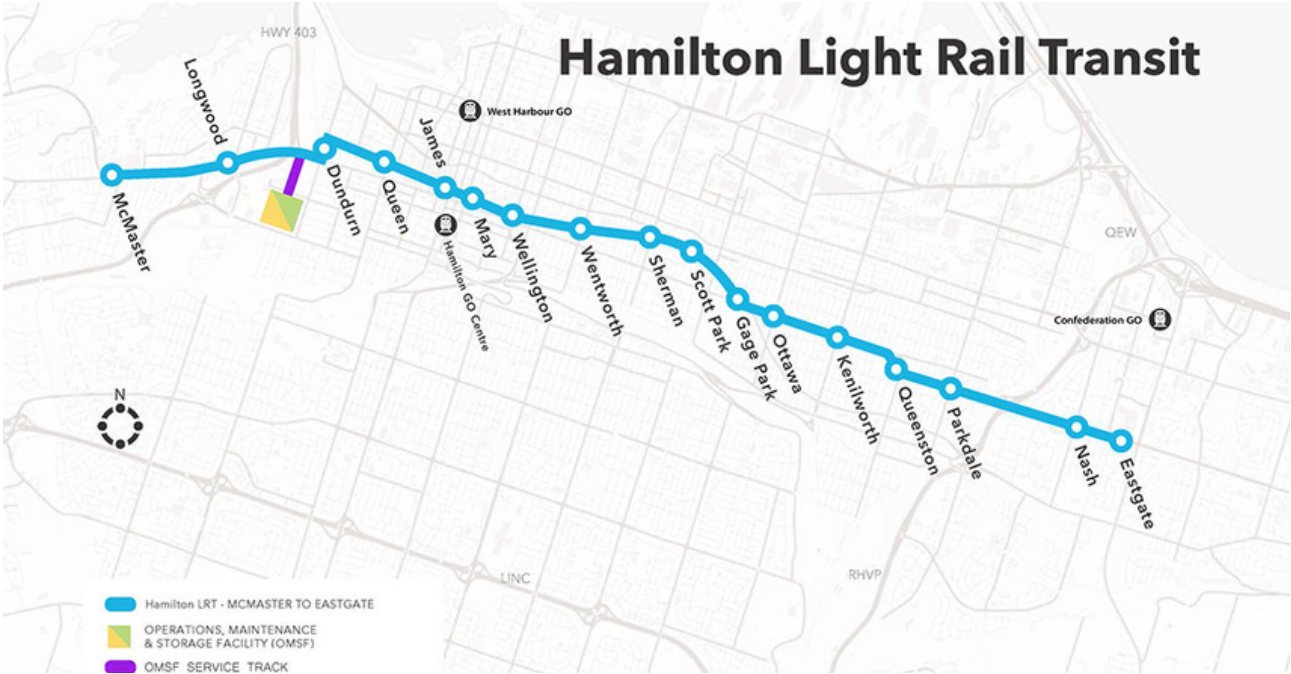 HWY 403
Hamilton Light Rail Transit
Longwood
West Harbour GO
James
McMaster
Dundurn
Queen
Hamilton GO Centre
Mary
Wellington
Wentworth
Sherman
Scott Park
Gage Park
Ottawa
Kenilworth
Queenston
Parkdale
Nash
Eastgate
QEW
Confederation GO
N
LINC
RHVP
Hamilton LRT - MCMASTER TO EASTGATE
OPERATIONS, MAINTENANCE
& STORAGE FACILITY (OMSF)
OMSF SERVICE TRACK